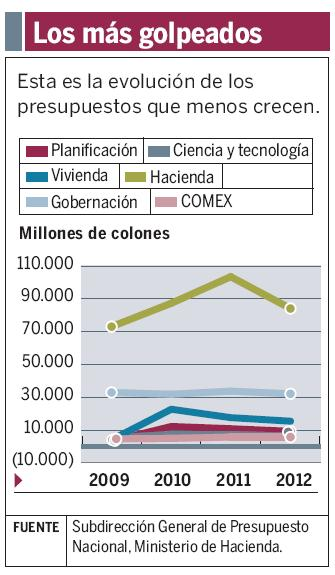 Los más golpeados
Esta es la evolución de los
presupuestos que menos crecen.
Planificación Ciencia y tecnología
Vivienda Hacienda
Gobernación COMEX
Millones de colones
110.000
90.000
70.000
50.000
30.000
10.000
(10.000)
2009 2010 2011 2012
FUENTE Subdirección General de Presupuesto
Nacional, Ministerio de Hacienda.